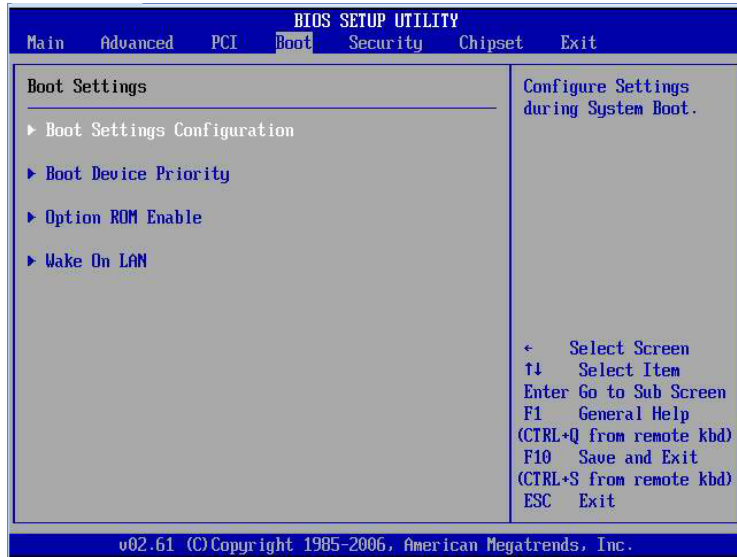 BIOS SETUP UTILITY
Main Advanced PCI Boot Security Chipset Exit
Boot Settings
▶ Boot Settings Configuration
▶ Boot Device Priority
▶ Option ROM Enable
▶ Wake On LAN
Configure Settings
during System Boot.
← Select Screen
↑↓ Select Item
Enter Go to Sub Screen
F1 General Help
(CTRL+Q from remote kbd)
F10 Save and Exit
(CTRL+S from remote kbd)
ESC Exit
v02.61 (C)Copyright 1985-2006, American Megatrends, Inc.